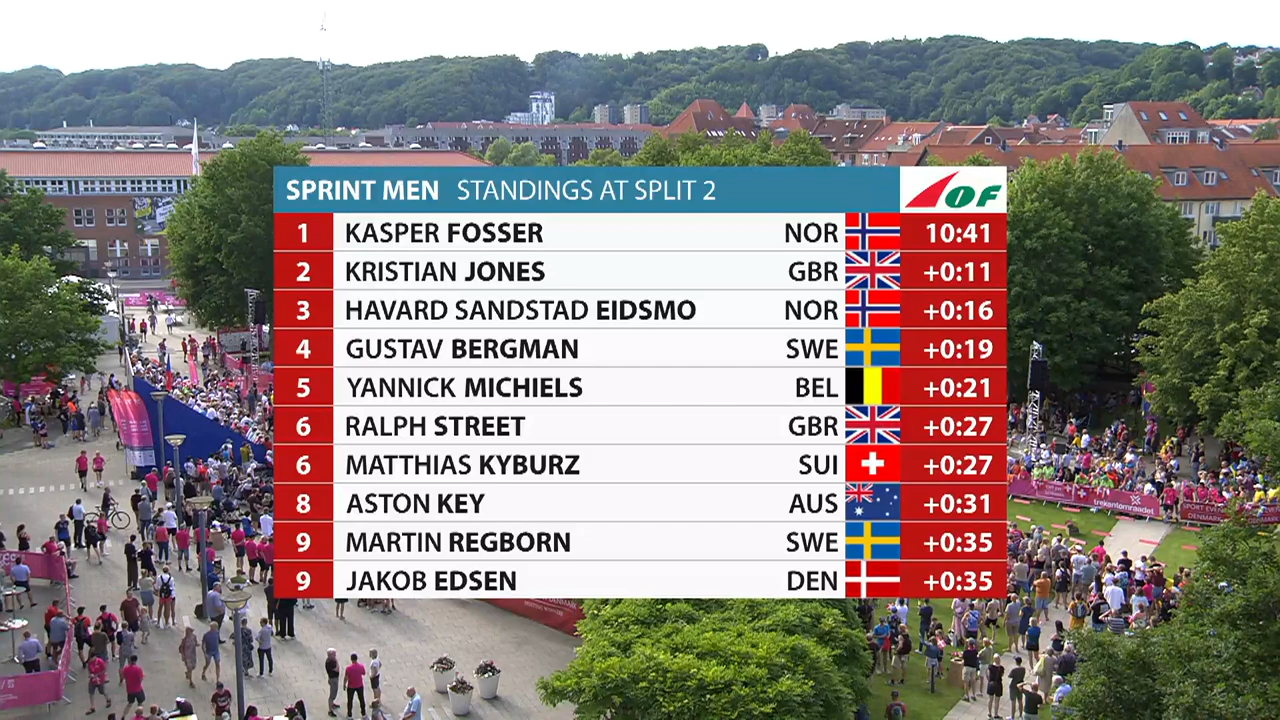 SPRINT MEN STANDINGS AT SPLIT 2 IOF
1 KASPER FOSSER NOR 10:41
2 KRISTIAN JONES GBR +0:11
3 HAVARD SANDSTAD EIDSMO NOR +0:16
4 GUSTAV BERGMAN SWE +0:19
5 YANNICK MICHIELS BEL +0:21
6 RALPH STREET GBR +0:27
6 MATTHIAS KYBURZ SUI +0:27
8 ASTON KEY AUS +0:31
9 MARTIN REGBORN SWE +0:35
9 JAKOB EDSEN DEN +0:35
trekantomraadet